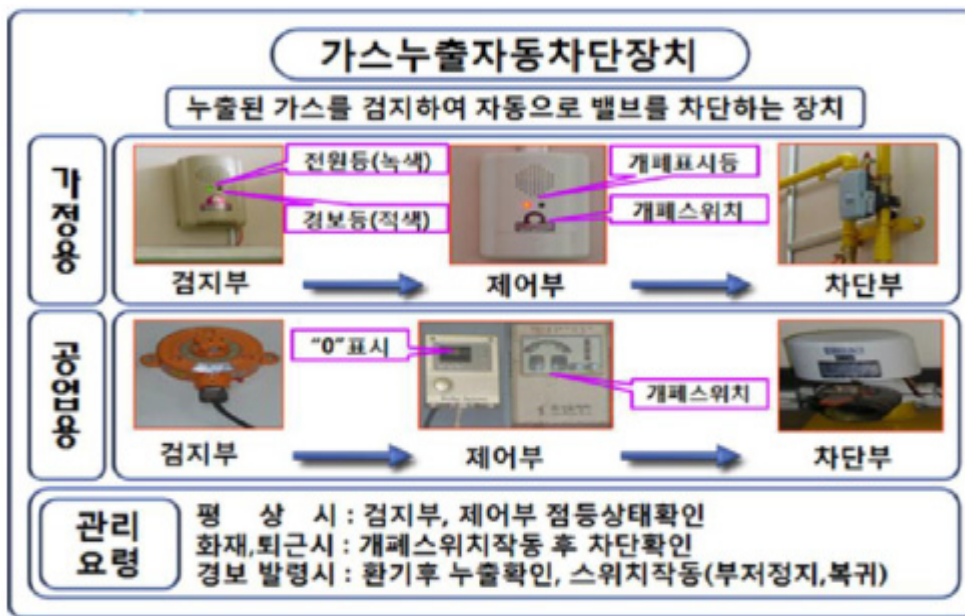 가스누출자동차단장치
누출된 가스를 검지하여 자동으로 밸브를 차단하는 장치
가정용
전원등(녹색)
경보등(적색)
개폐표시등
개폐스위치
검지부
제어부
차단부
공업용
"0"표시
개폐스위치
검지부
제어부
차단부
관리
요령
평 상 시 : 검지부, 제어부 점등상태확인
화재,퇴근시 : 개폐스위치작동 후 차단확인
경보 발령시 : 환기후 누출확인, 스위치작동(부저정지,복귀)